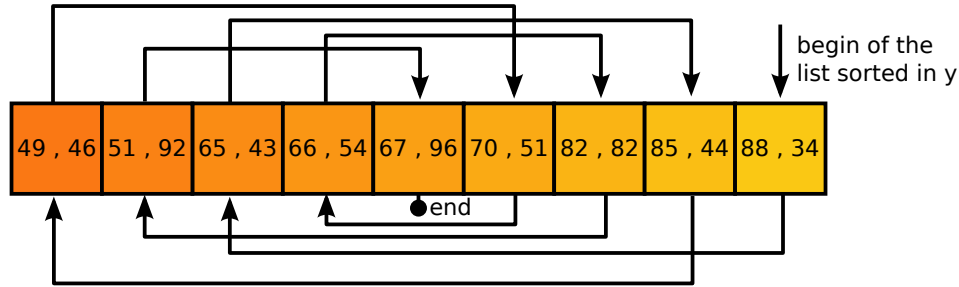 begin of the
list sorted in y
49 , 46 51 , 92 65 , 43 66 , 54 67 , 96 70 , 51 82 , 82 85 , 44 88 , 34
end